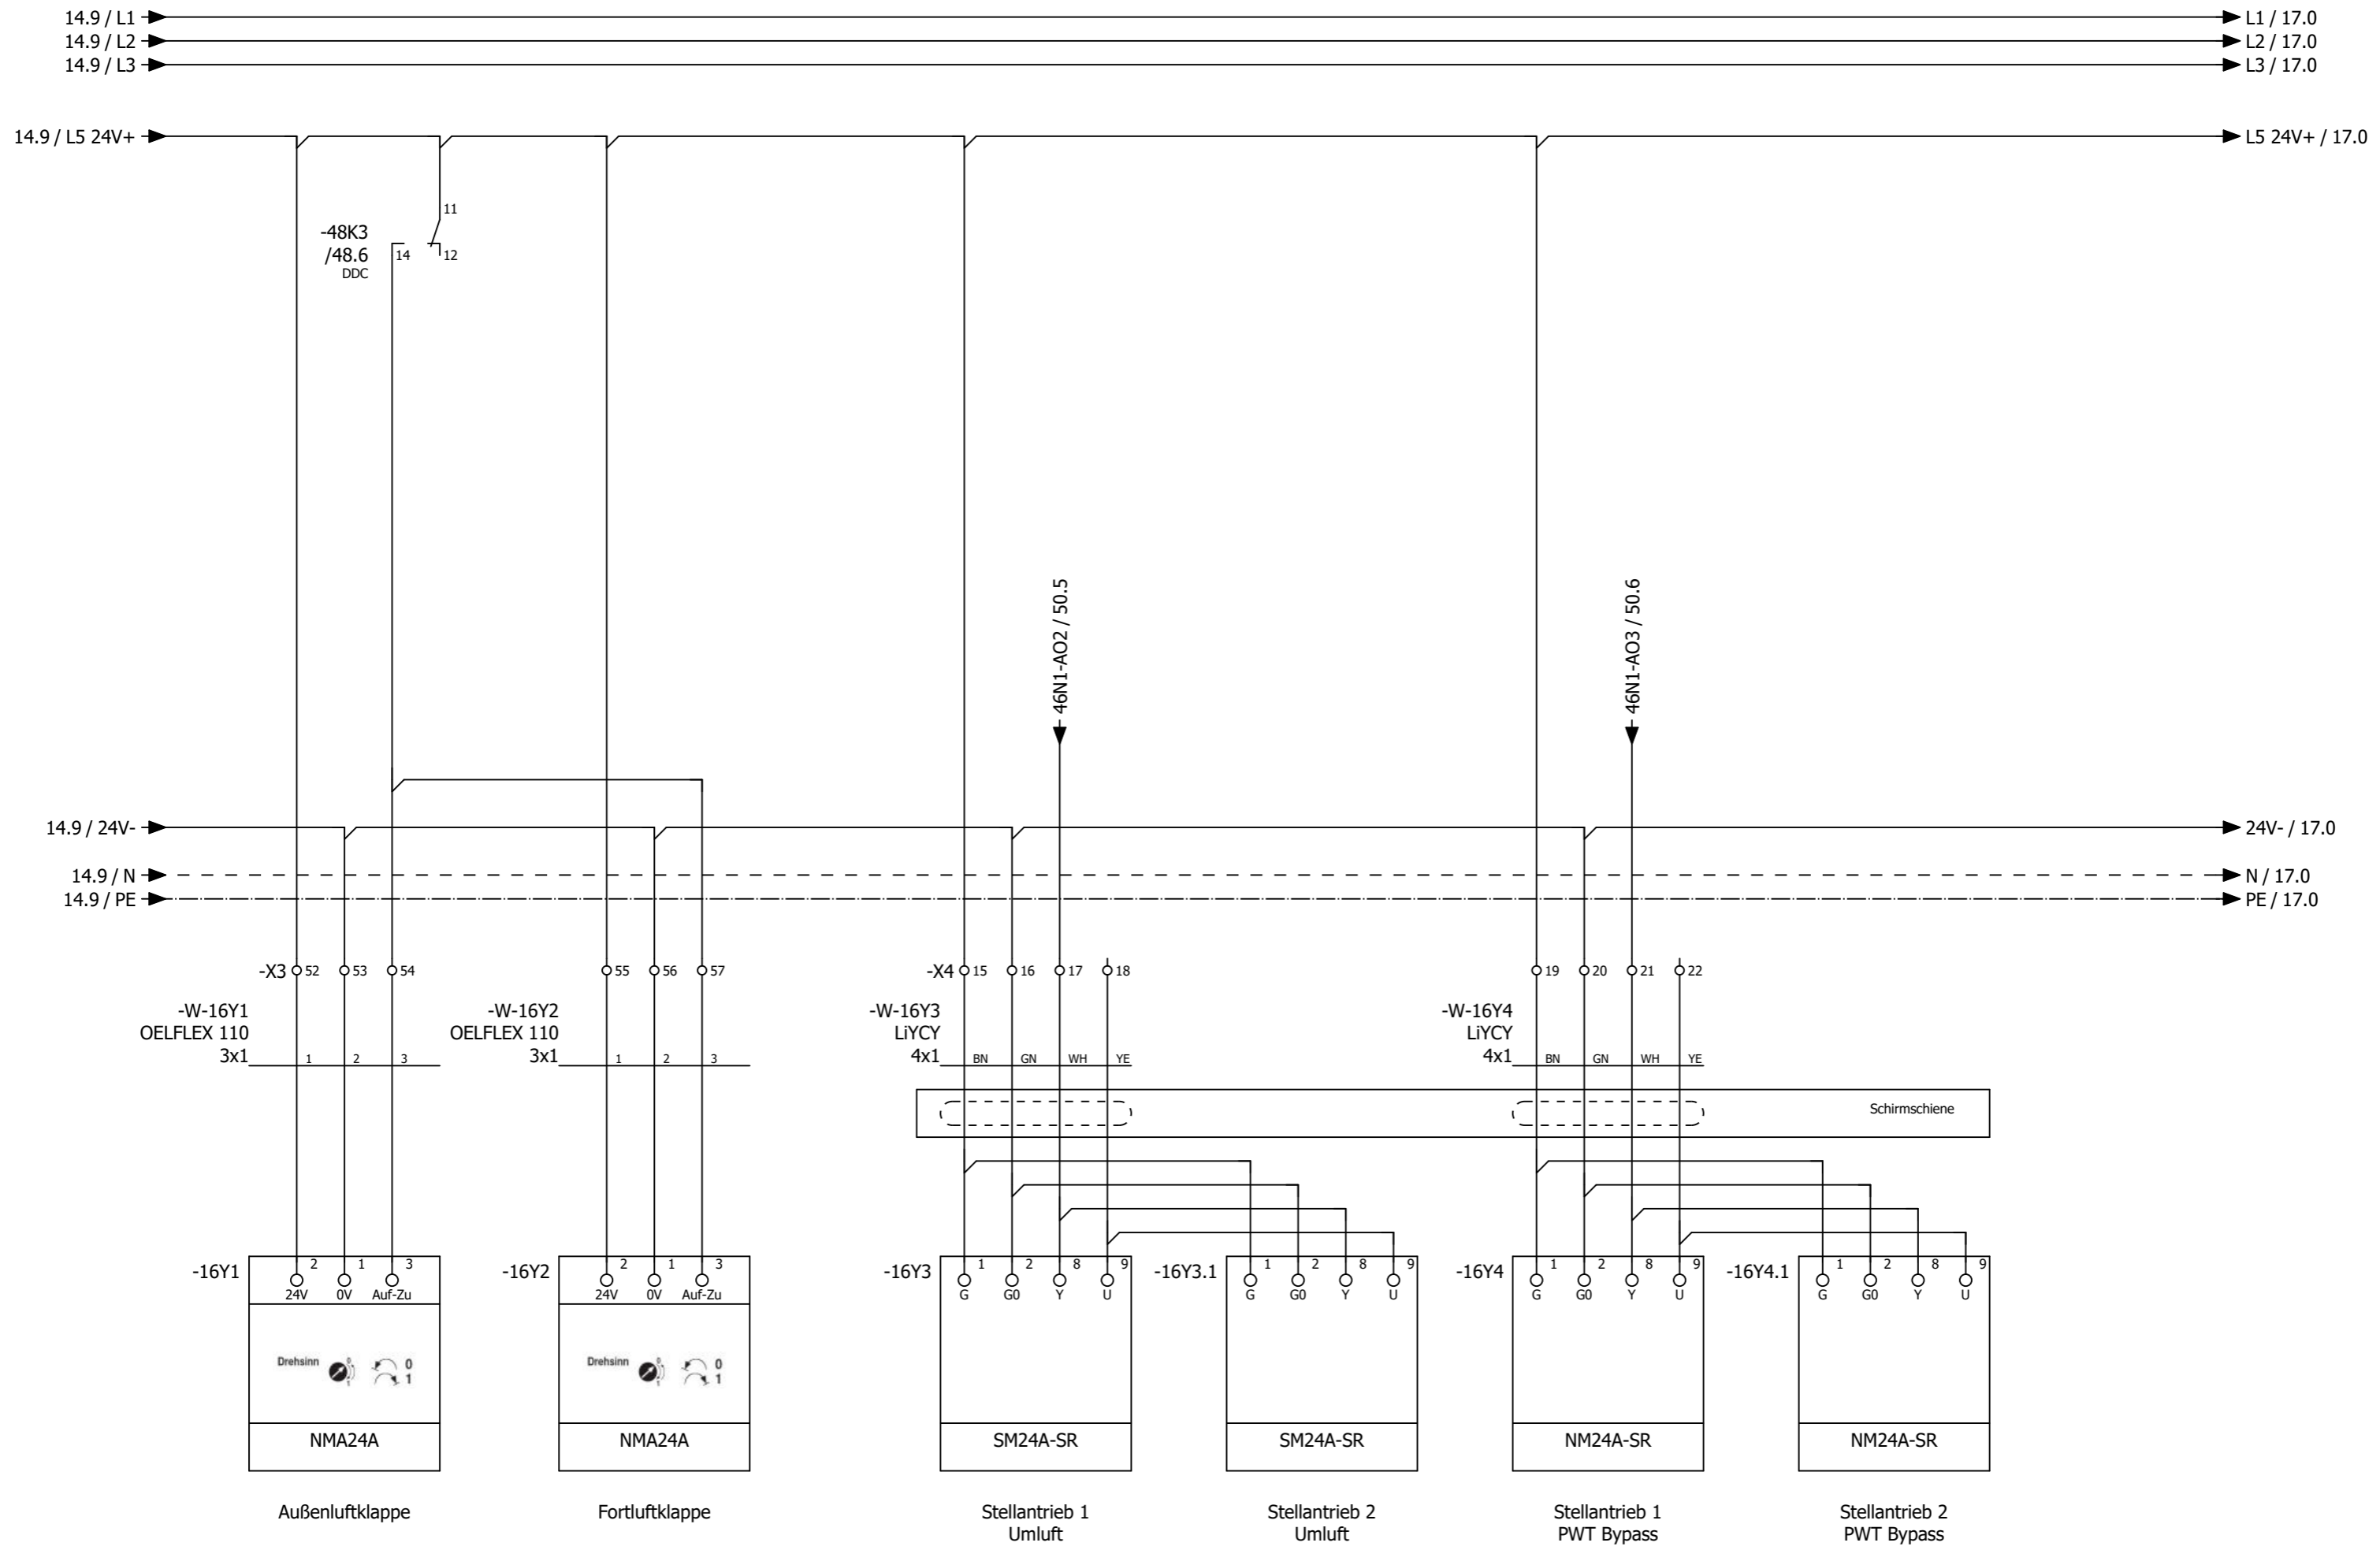 14.9 / L1
L1 / 17.0
14.9 / L2
L2 / 17.0
14.9 / L3
L3 / 17.0
14.9 / L5 24V+
L5 24V+ / 17.0
11
-48K3
/48.6
DDC
14
12
46N1-AO2 / 50.5
46N1-AO3 / 50.6
14.9 / 24V-
24V- / 17.0
14.9 / N
N / 17.0
14.9 / PE
PE / 17.0
-X3 52 53 54
55 56 57
-X4 15 16 17 18
19 20 21 22
-W-16Y1
OELFLEX 110
3x1
1 2 3
-W-16Y2
OELFLEX 110
3x1
1 2 3
-W-16Y3
LiYCY
4x1
BN GN WH YE
-W-16Y4
LiYCY
4x1
BN GN WH YE
Schirmschiene
-16Y1
2 1 3
24V 0V Auf-Zu
Drehsinn
0
1
0
1
NMA24A
Außenluftklappe
-16Y2
2 1 3
24V 0V Auf-Zu
Drehsinn
0
1
0
1
NMA24A
Fortluftklappe
-16Y3
1 2 8 9
G G0 Y U
SM24A-SR
Stellantrieb 1
Umluft
-16Y3.1
1 2 8 9
G G0 Y U
SM24A-SR
Stellantrieb 2
Umluft
-16Y4
1 2 8 9
G G0 Y U
NM24A-SR
Stellantrieb 1
PWT Bypass
-16Y4.1
1 2 8 9
G G0 Y U
NM24A-SR
Stellantrieb 2
PWT Bypass